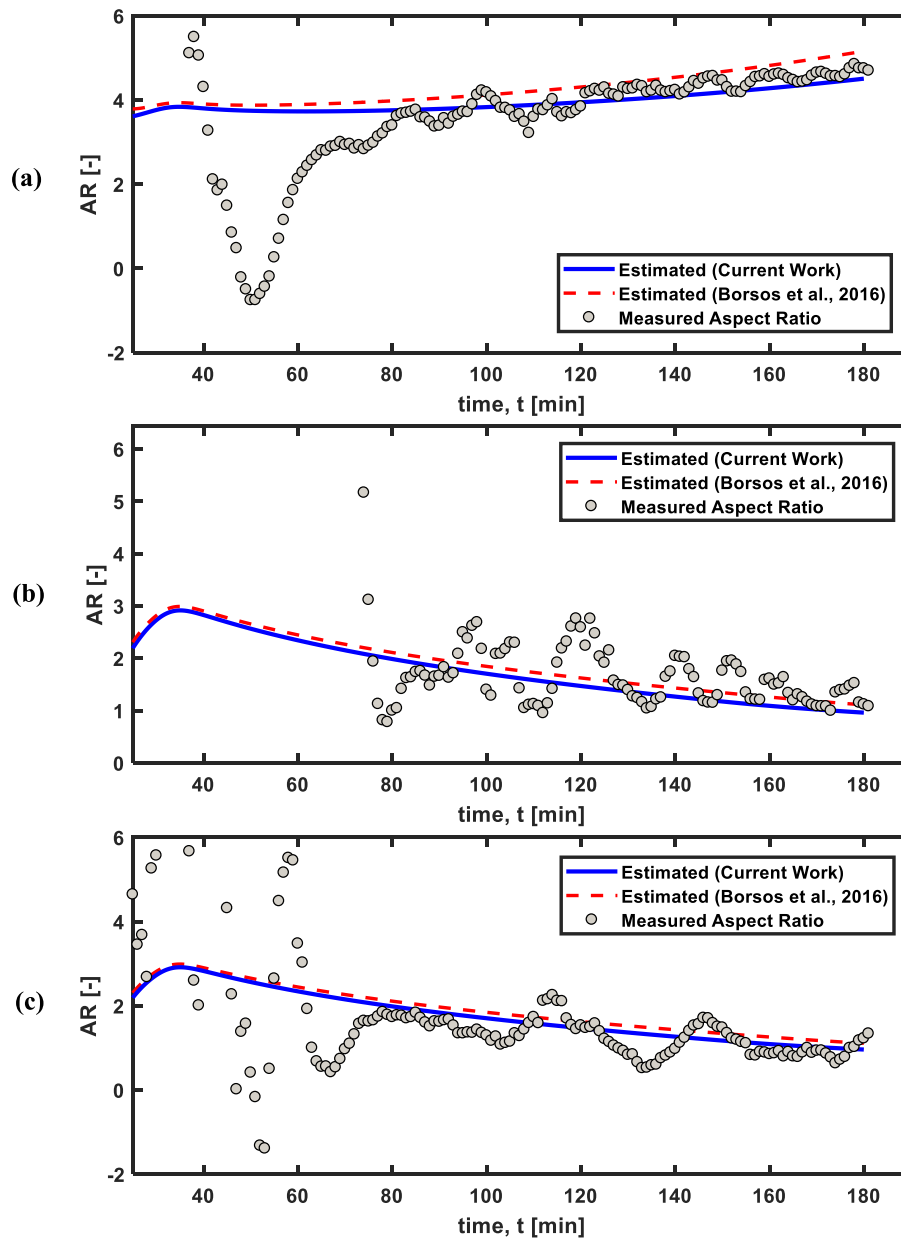 6
4
2
0
-2
AR [-]
(a)
Estimated (Current Work)
Estimated (Borsos et al., 2016)
Measured Aspect Ratio
40 60 80 100 120 140 160 180
time, t [min]
6
5
4
3
2
1
0
AR [-]
(b)
Estimated (Current Work)
Estimated (Borsos et al., 2016)
Measured Aspect Ratio
40 60 80 100 120 140 160 180
time, t [min]
6
4
2
0
-2
AR [-]
(c)
Estimated (Current Work)
Estimated (Borsos et al., 2016)
Measured Aspect Ratio
40 60 80 100 120 140 160 180
time, t [min]